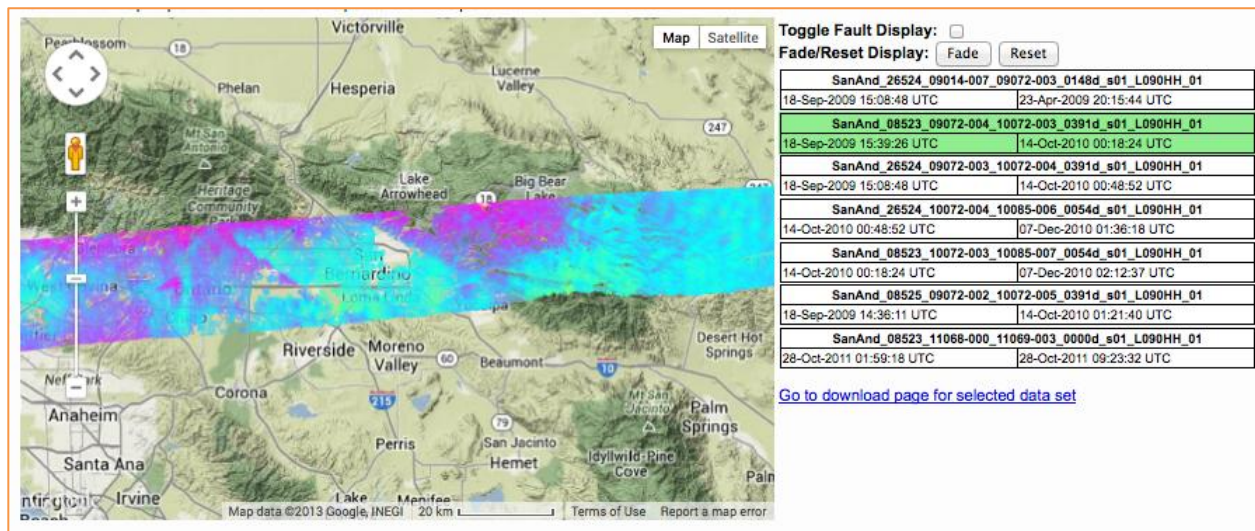 Victorville
Pearblossom
18
Map
Satellite
Phelan
Hesperia
Lucerne
Valley
247
Mt San
Antonio
Heritage
Community
Park
Lake
Arrowhead
18
Big Bear
Lake
247
Glendora
West Covina
Ontario
San
Bernardino
Loma Linda
Riverside
Moreno
Valley
60
Beaumont
10
Desert Hot
Springs
Corona
215
Anaheim
Mt San
Jacinto
Palm
Springs
79
San Jacinto
Perris
Hemet
Idyllwild-Pine
Cove
Santa Ana
Irvine
Lake
Menifee
Map data ©2013 Google, INEGI
20 km
Terms of Use
Report a map error
Toggle Fault Display:
Fade/Reset Display:
Fade
Reset
SanAnd_26524_09014-007_09072-003_0148d_s01_L090HH_01
18-Sep-2009 15:08:48 UTC
23-Apr-2009 20:15:44 UTC
SanAnd_08523_09072-004_10072-003_0391d_s01_L090HH_01
18-Sep-2009 15:39:26 UTC
14-Oct-2010 00:18:24 UTC
SanAnd_26524_09072-003_10072-004_0391d_s01_L090HH_01
18-Sep-2009 15:08:48 UTC
14-Oct-2010 00:48:52 UTC
SanAnd_26524_10072-004_10085-006_0054d_s01_L090HH_01
14-Oct-2010 00:48:52 UTC
07-Dec-2010 01:36:18 UTC
SanAnd_08523_10072-003_10085-007_0054d_s01_L090HH_01
14-Oct-2010 00:18:24 UTC
07-Dec-2010 02:12:37 UTC
SanAnd_08525_09072-002_10072-005_0391d_s01_L090HH_01
18-Sep-2009 14:36:11 UTC
14-Oct-2010 01:21:40 UTC
SanAnd_08523_11068-000_11069-003_0000d_s01_L090HH_01
28-Oct-2011 01:59:18 UTC
28-Oct-2011 09:23:32 UTC
Go to download page for selected data set